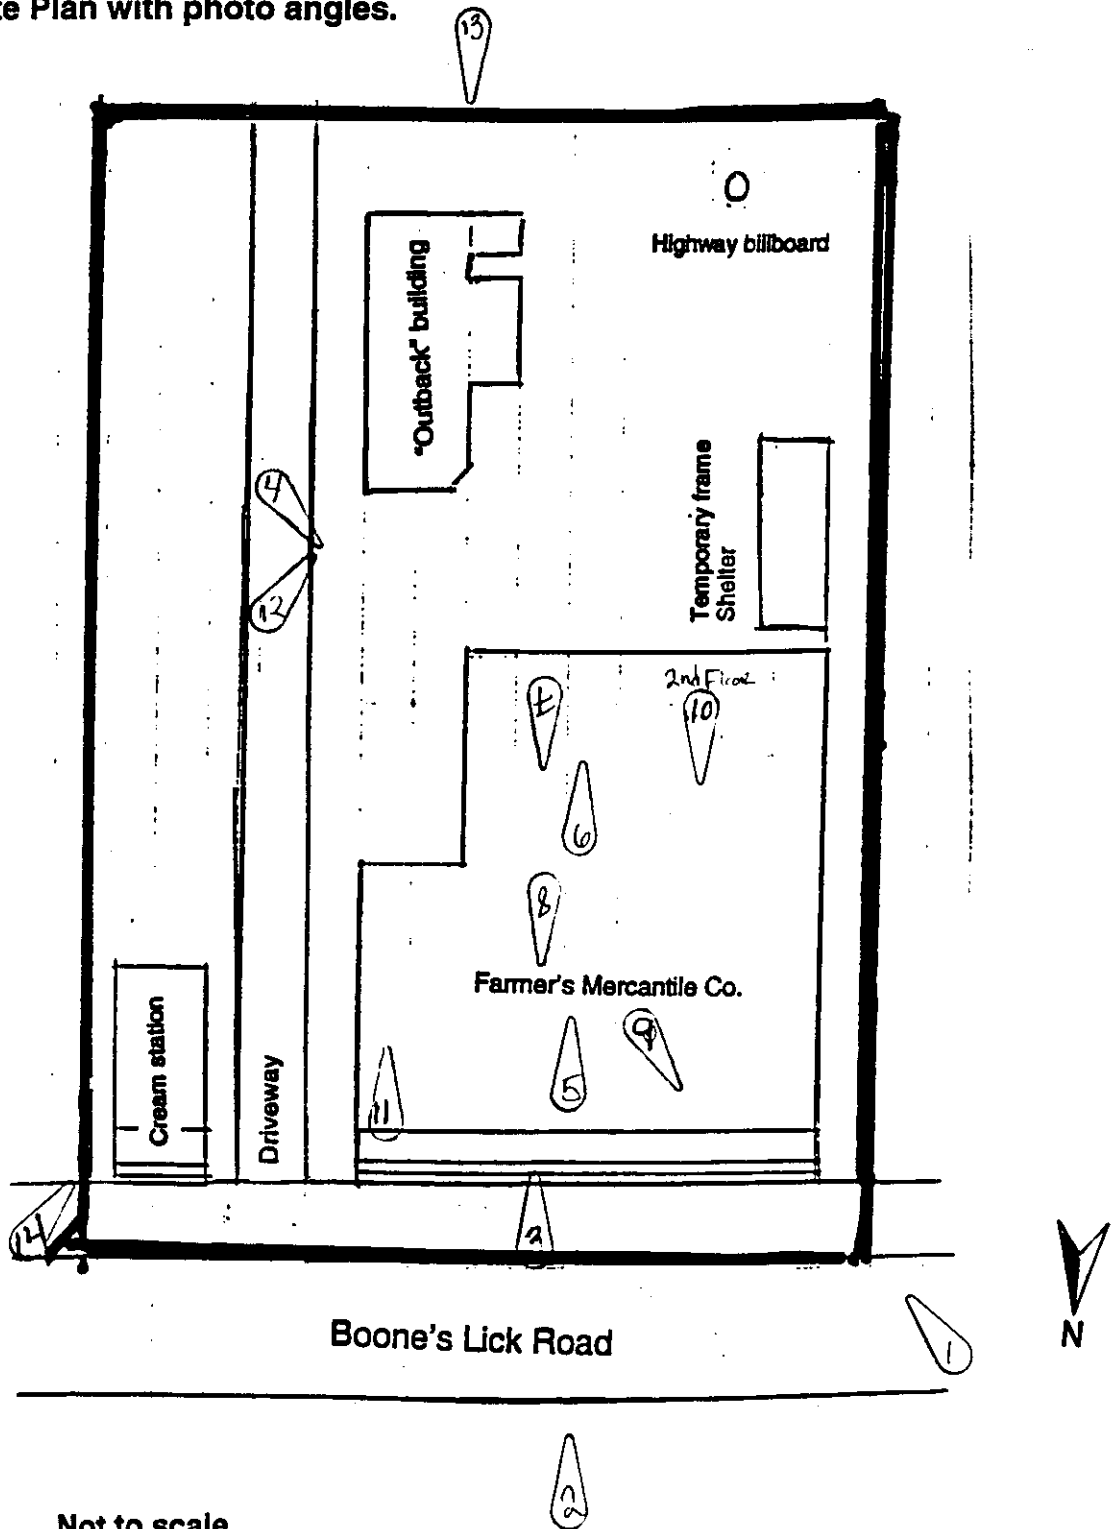 te Plan with photo angles.
13
Highway billboard
"Outback" building
4
Temporary frame
Shelter
12
2nd Floor
7
10
6
8
Farmer's Mercantile Co.
9
5
11
Cream station
Driveway
14
3
Boone's Lick Road
1
N
2
Not to scale